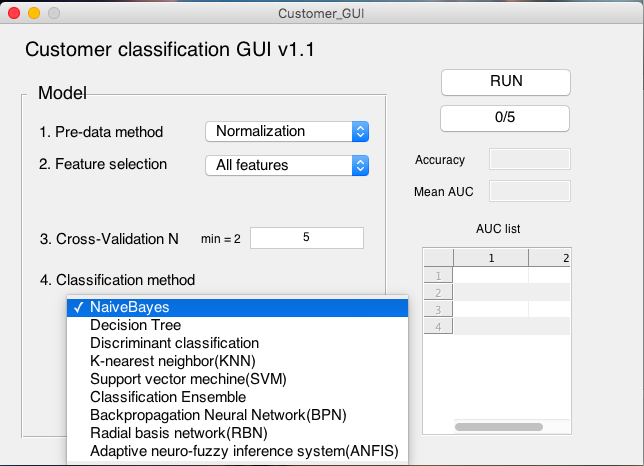 Customer_GUI
Customer classification GUI v1.1
Model
1. Pre-data method Normalization
2. Feature selection All features
3. Cross-Validation N min = 2 5
4. Classification method
✓ NaiveBayes
Decision Tree
Discriminant classification
K-nearest neighbor(KNN)
Support vector mechine(SVM)
Classification Ensemble
Backpropagation Neural Network(BPN)
Radial basis network(RBN)
Adaptive neuro-fuzzy inference system(ANFIS)
RUN
0/5
Accuracy
Mean AUC
AUC list
1 2
1
2
3
4